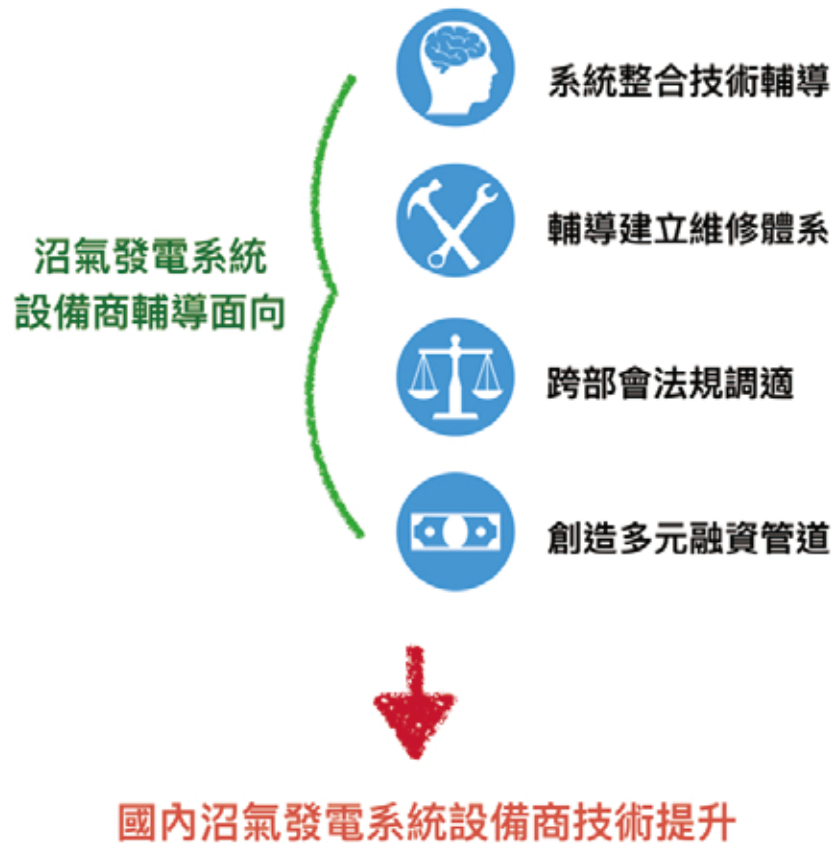 系統整合技術輔導
輔導建立維修體系
沼氣發電系統
設備商輔導面向
跨部會法規調適
創造多元融資管道
國內沼氣發電系統設備商技術提升